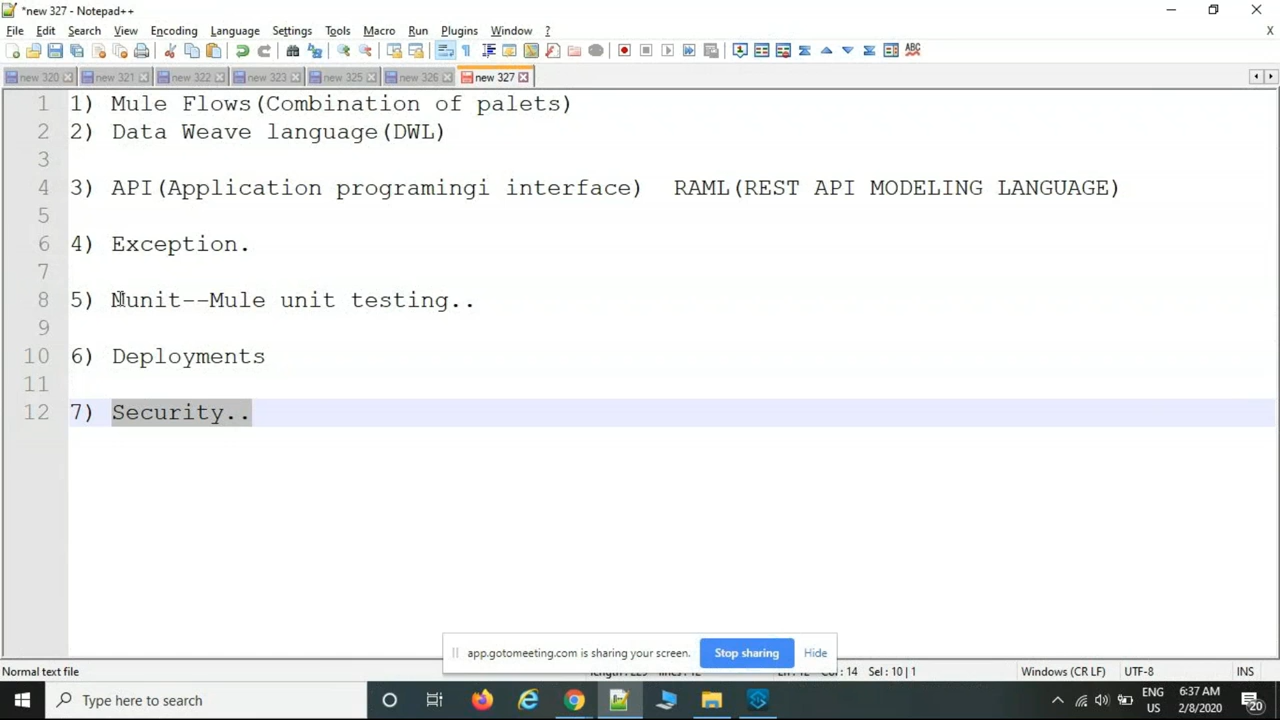 *new 327 - Notepad++
File Edit Search View Encoding Language Settings Tools Macro Run Plugins Window ? X
new 320 new 321 new 322 new 323 new 325 new 326 new 327
1 1) Mule Flows(Combination of palets)
2 2) Data Weave language(DWL)
3
4 3) API(Application programingi interface) RAML(REST API MODELING LANGUAGE)
5
6 4) Exception.
7
8 5) Munit--Mule unit testing..
9
10 6) Deployments
11
12 7) Security..
app.gotomeeting.com is sharing your screen. Stop sharing Hide
Normal text file Sel : 10 | 1 Windows (CR LF) UTF-8 INS
Type here to search
ENG
US
6:37 AM
2/8/2020
20